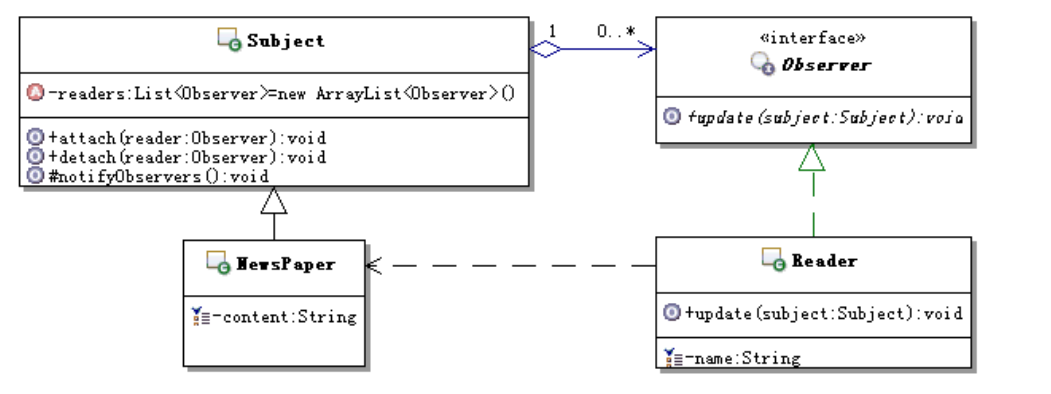 Subject
-readers:List<Observer>=new ArrayList<Observer>()
+attach(reader:Observer):void
+detach(reader:Observer):void
#notifyObservers():void
1
0..*
«interface»
Observer
+update(subject:Subject):void
NewsPaper
-content:String
Reader
+update(subject:Subject):void
-name:String